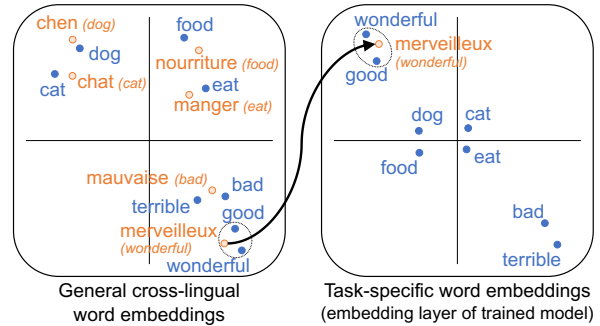 chen (dog)
dog
cat
chat (cat)
food
nourriture (food)
eat
manger (eat)
mauvaise (bad)
bad
terrible
good
merveilleux
(wonderful)
wonderful
General cross-lingual
word embeddings
wonderful
merveilleux
(wonderful)
good
dog
cat
food
eat
bad
terrible
Task-specific word embeddings
(embedding layer of trained model)